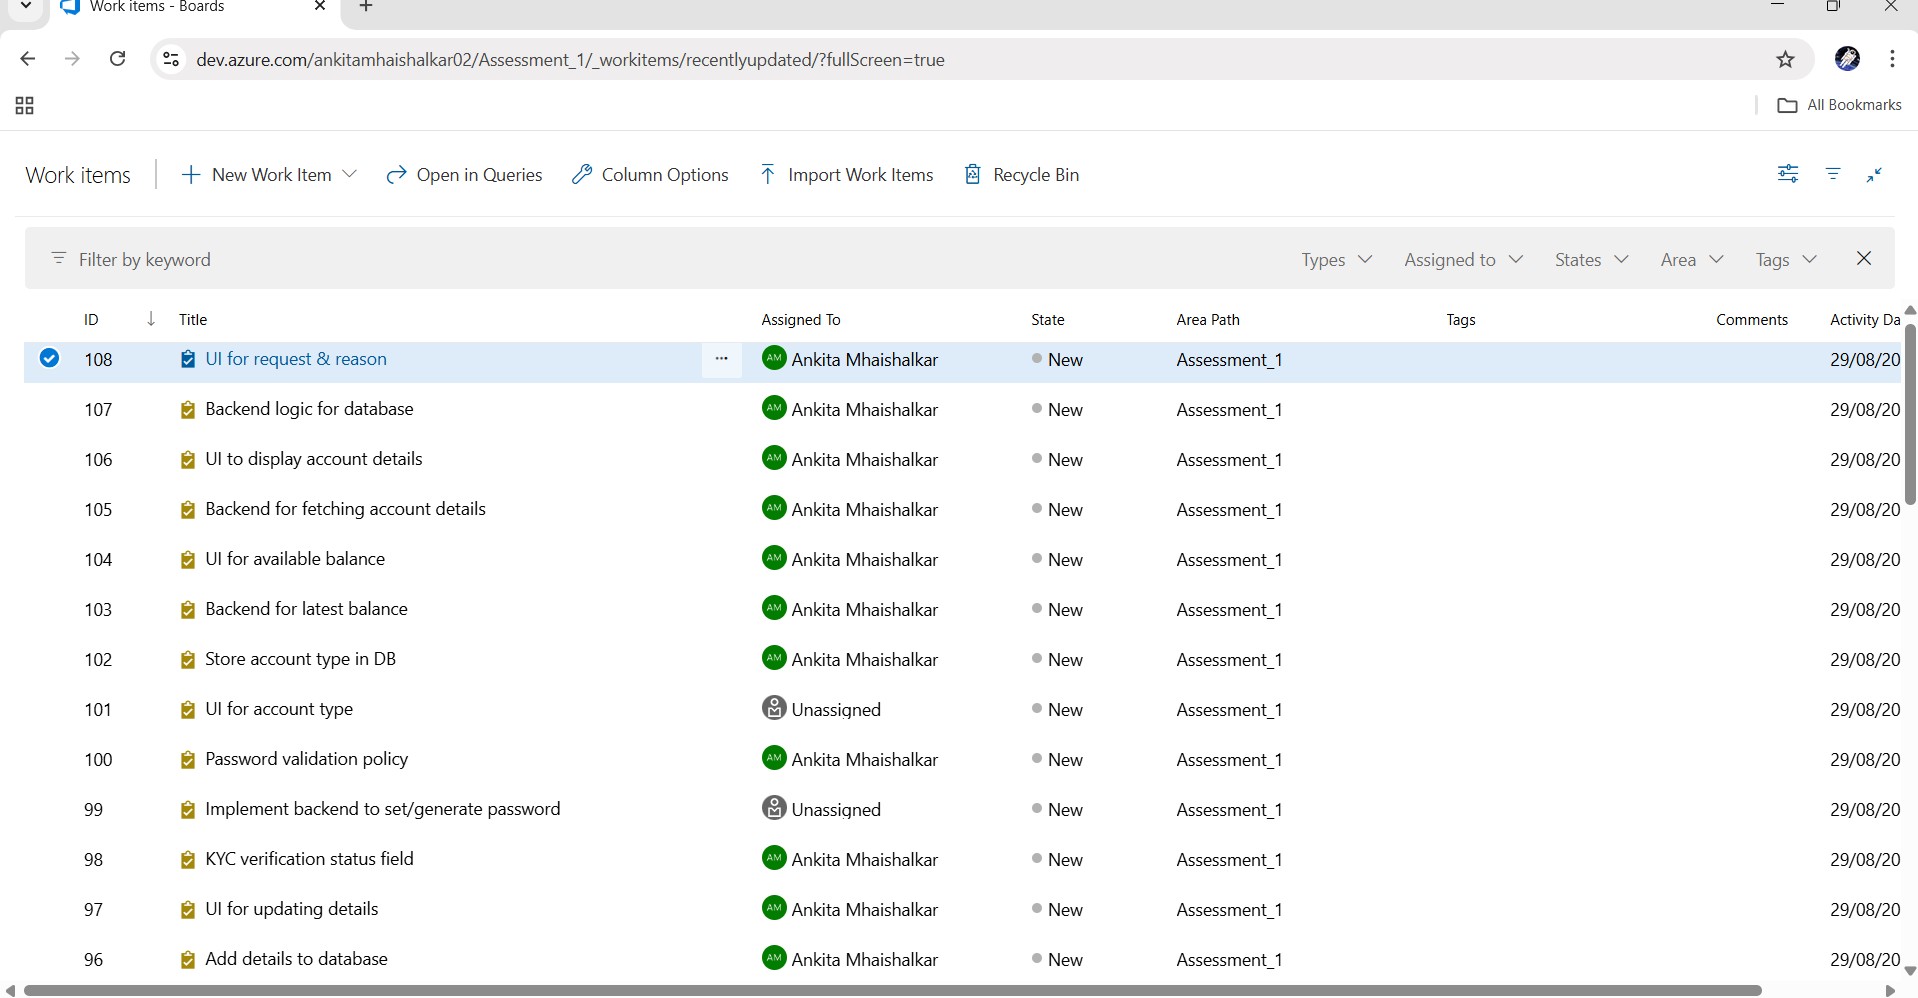 Work items - Boards
dev.azure.com/ankitamhaishalkar02/Assessment_1/_workitems/recentlyupdated/?fullScreen=true
All Bookmarks
Work items New Work Item Open in Queries Column Options Import Work Items Recycle Bin
Filter by keyword Types Assigned to States Area Tags
ID Title Assigned To State Area Path Tags Comments Activity Da
108 UI for request & reason ... AM Ankita Mhaishalkar New Assessment_1 29/08/20
107 Backend logic for database AM Ankita Mhaishalkar New Assessment_1 29/08/20
106 UI to display account details AM Ankita Mhaishalkar New Assessment_1 29/08/20
105 Backend for fetching account details AM Ankita Mhaishalkar New Assessment_1 29/08/20
104 UI for available balance AM Ankita Mhaishalkar New Assessment_1 29/08/20
103 Backend for latest balance AM Ankita Mhaishalkar New Assessment_1 29/08/20
102 Store account type in DB AM Ankita Mhaishalkar New Assessment_1 29/08/20
101 UI for account type Unassigned New Assessment_1 29/08/20
100 Password validation policy AM Ankita Mhaishalkar New Assessment_1 29/08/20
99 Implement backend to set/generate password Unassigned New Assessment_1 29/08/20
98 KYC verification status field AM Ankita Mhaishalkar New Assessment_1 29/08/20
97 UI for updating details AM Ankita Mhaishalkar New Assessment_1 29/08/20
96 Add details to database AM Ankita Mhaishalkar New Assessment_1 29/08/20